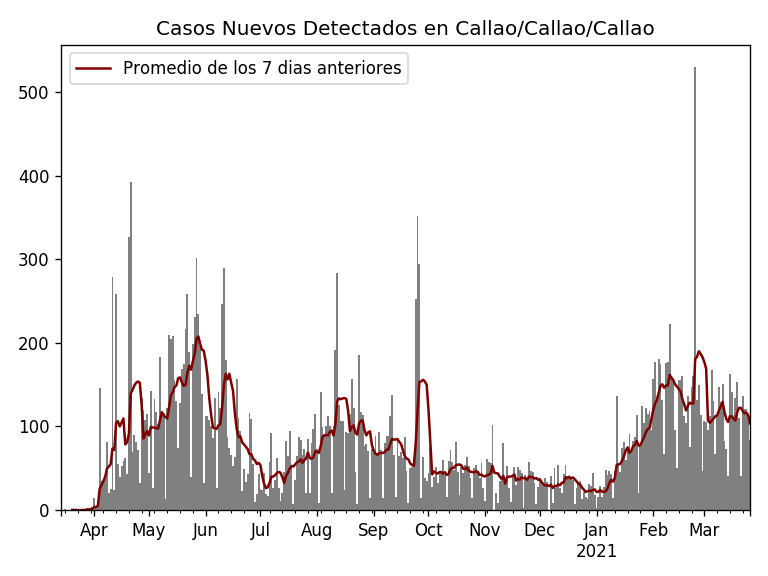 Casos Nuevos Detectados en Callao/Callao/Callao
Promedio de los 7 dias anteriores
500
400
300
200
100
0
Apr May Jun Jul Aug Sep Oct Nov Dec Jan Feb Mar
2021